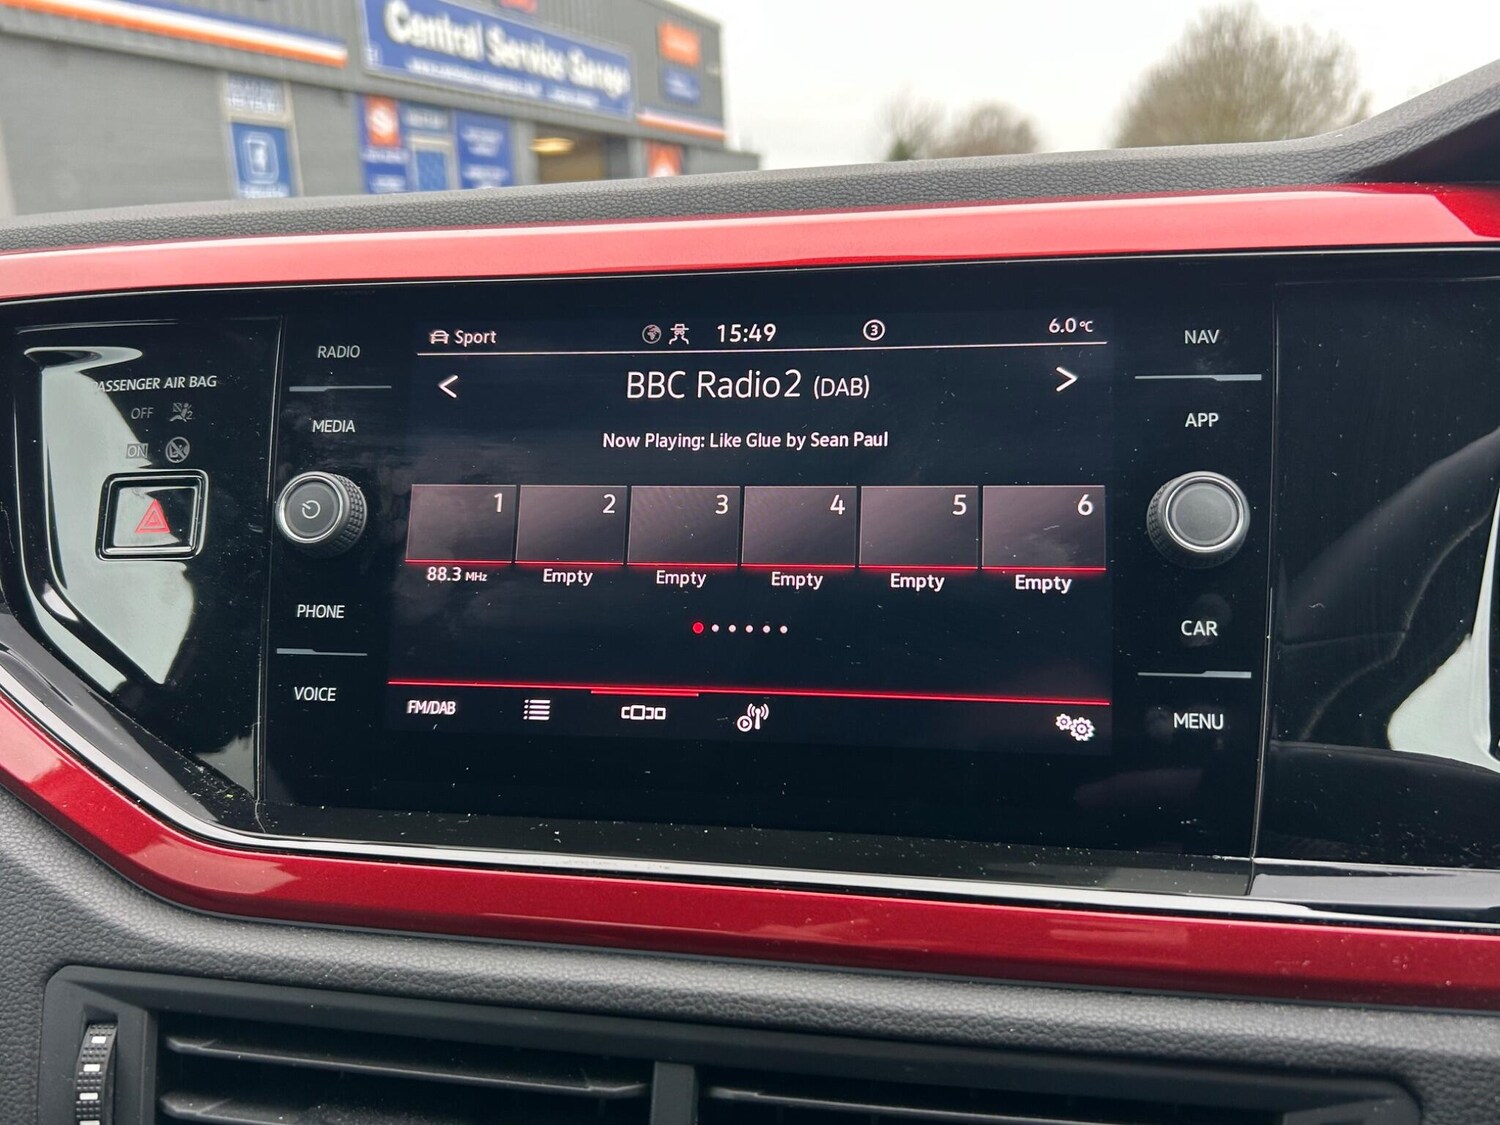 Central Service Garage
PASSENGER AIR BAG
OFF
ON
RADIO
MEDIA
PHONE
VOICE
Sport
15:49
3
6.0 °C
<
BBC Radio2 (DAB)
>
Now Playing: Like Glue by Sean Paul
1
2
3
4
5
6
88.3 MHz
Empty
Empty
Empty
Empty
Empty
FM/DAB
NAV
APP
CAR
MENU